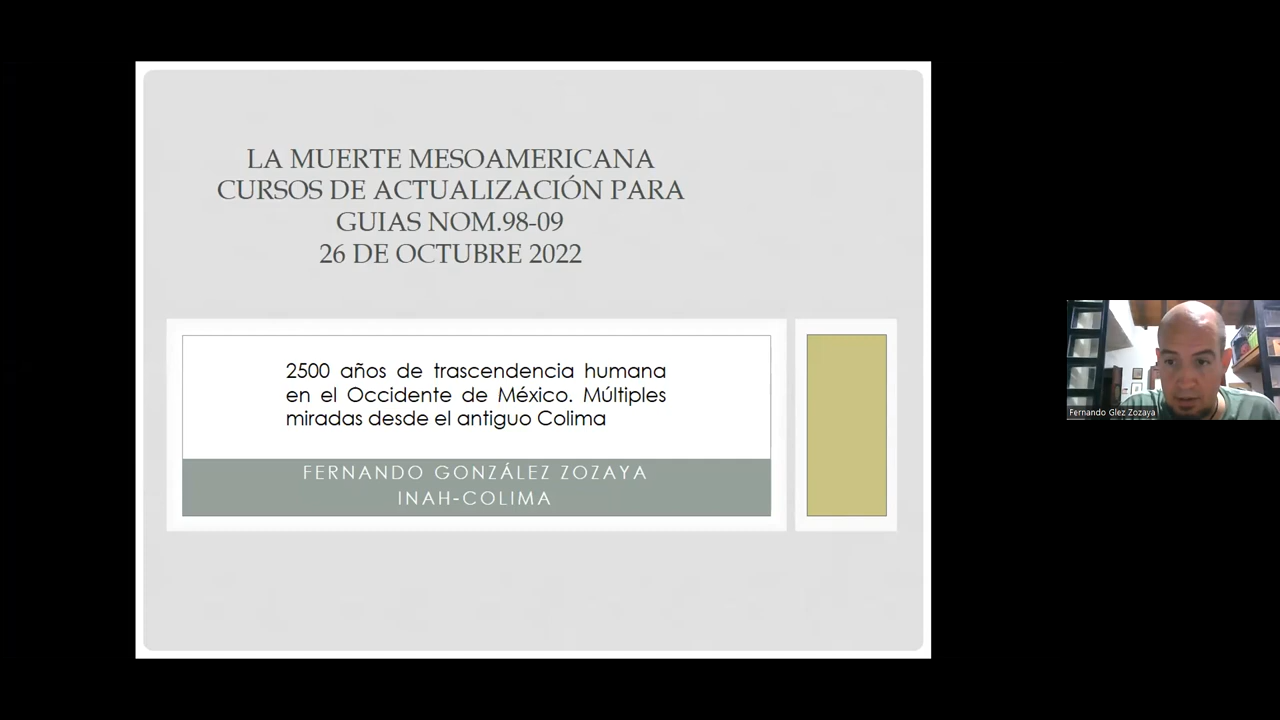 LA MUERTE MESOAMERICANA
CURSOS DE ACTUALIZACIÓN PARA
GUIAS NOM.98-09
26 DE OCTUBRE 2022
2500 años de trascendencia humana
en el Occidente de México. Múltiples
miradas desde el antiguo Colima
FERNANDO GONZÁLEZ ZOZAYA
INAH-COLIMA
Fernando Glez Zozaya